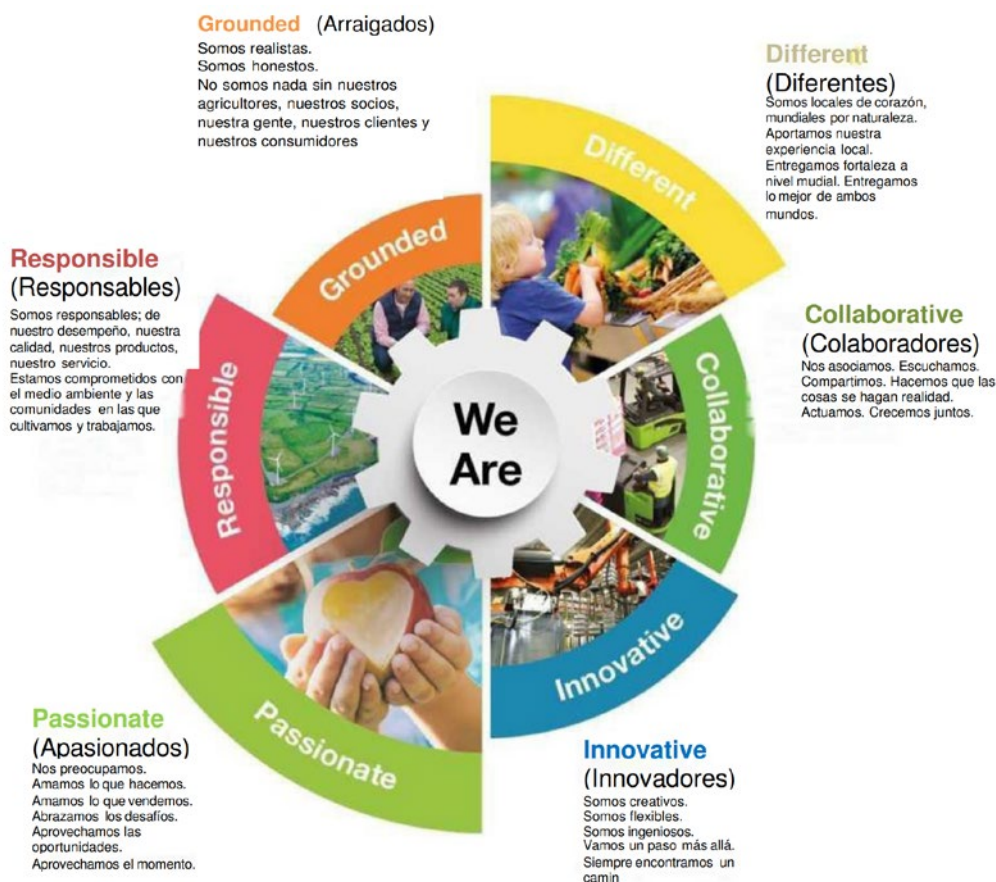 Grounded (Arraigados)
Somos realistas.
Somos honestos.
No somos nada sin nuestros
agricultores, nuestros socios,
nuestra gente, nuestros clientes y
nuestros consumidores
Different
(Diferentes)
Somos locales de corazón,
mundiales por naturaleza.
Aportamos nuestra
experiencia local.
Entregamos fortaleza a
nivel mudial. Entregamos
lo mejor de ambos
mundos.
Responsible
(Responsables)
Somos responsables; de
nuestro desempeño, nuestra
calidad, nuestros productos,
nuestro servicio.
Estamos comprometidos con
el medio ambiente y las
comunidades en las que
cultivamos y trabajamos.
Collaborative
(Colaboradores)
Nos asociamos. Escuchamos.
Compartimos. Hacemos que las
cosas se hagan realidad.
Actuamos. Crecemos juntos.
Grounded
Different
Responsible
Collaborative
We
Are
Passionate
Innovative
Passionate
(Apasionados)
Nos preocupamos.
Amamos lo que hacemos.
Amamos lo que vendemos.
Abrazamos los desafíos.
Aprovechamos las
oportunidades.
Aprovechamos el momento.
Innovative
(Innovadores)
Somos creativos.
Somos flexibles.
Somos ingeniosos.
Vamos un paso más allá.
Siempre encontramos un
camin